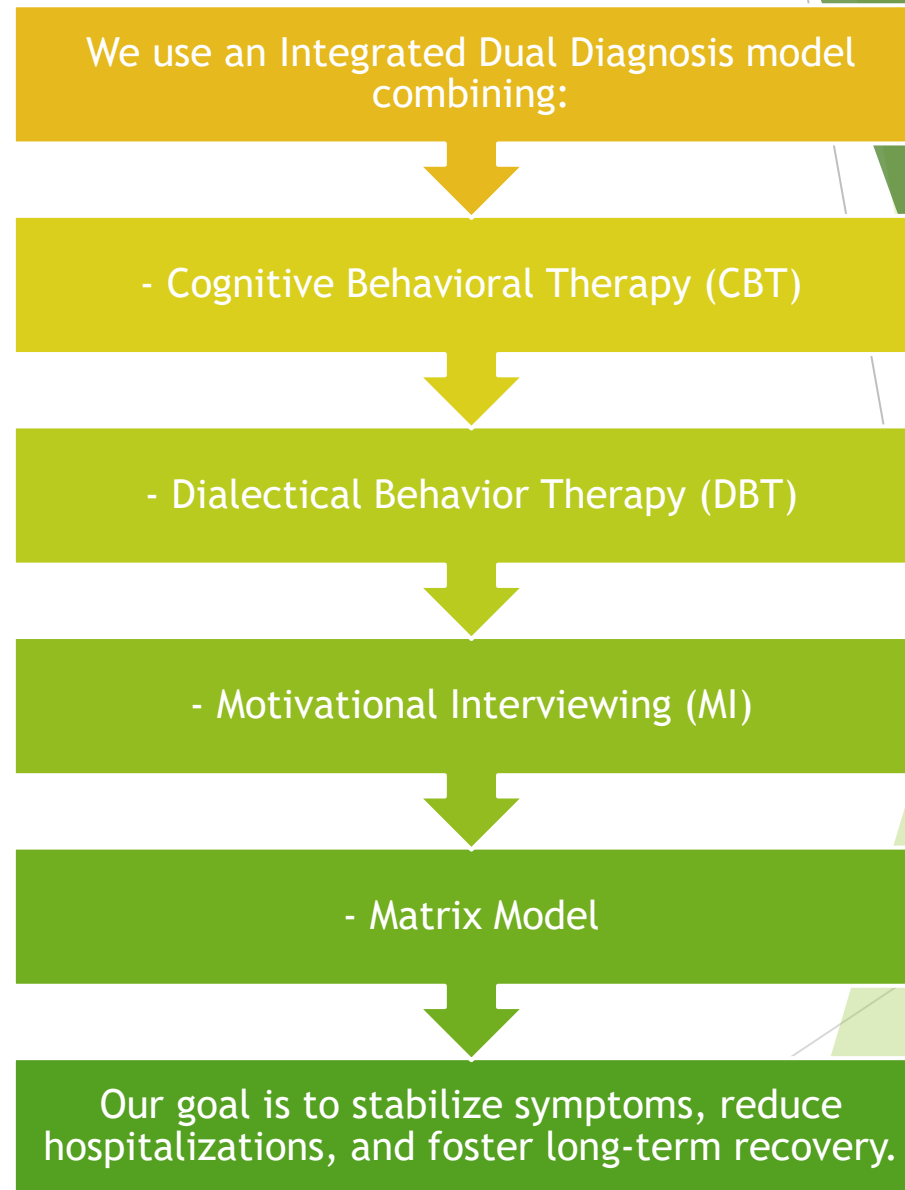 We use an Integrated Dual Diagnosis model
combining:
- Cognitive Behavioral Therapy (CBT)
- Dialectical Behavior Therapy (DBT)
- Motivational Interviewing (MI)
- Matrix Model
Our goal is to stabilize symptoms, reduce
hospitalizations, and foster long-term recovery.